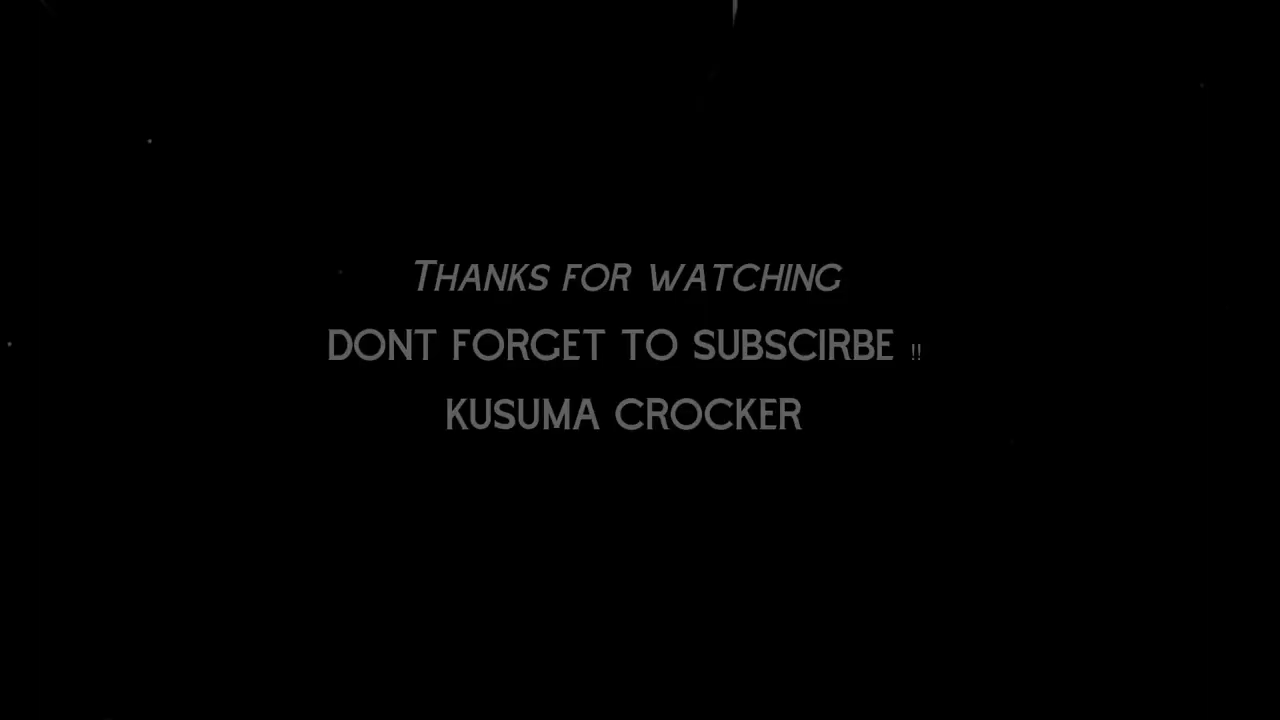 THANKS FOR WATCHING
DONT FORGET TO SUBSCIRBE !!
KUSUMA CROCKER